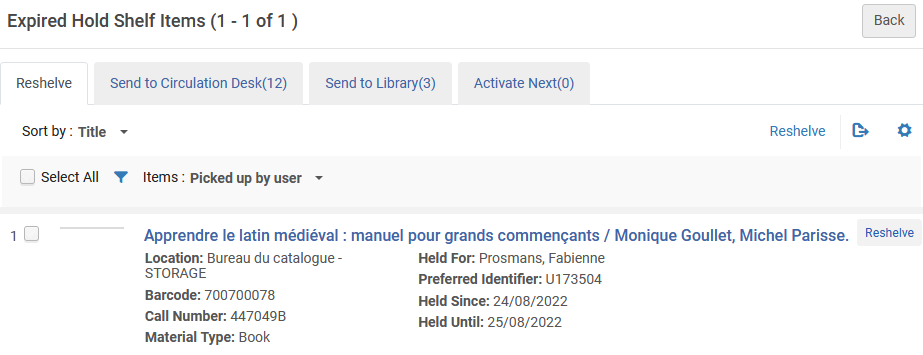 Expired Hold Shelf Items (1 - 1 of 1 )
Back
Reshelve
Send to Circulation Desk(12)
Send to Library(3)
Activate Next(0)
Sort by : Title
Reshelve
Select All
Items : Picked up by user
1
Apprendre le latin médiéval : manuel pour grands commençants / Monique Goullet, Michel Parisse.
Reshelve
Location: Bureau du catalogue -
STORAGE
Barcode: 700700078
Call Number: 447049B
Material Type: Book
Held For: Prosmans, Fabienne
Preferred Identifier: U173504
Held Since: 24/08/2022
Held Until: 25/08/2022